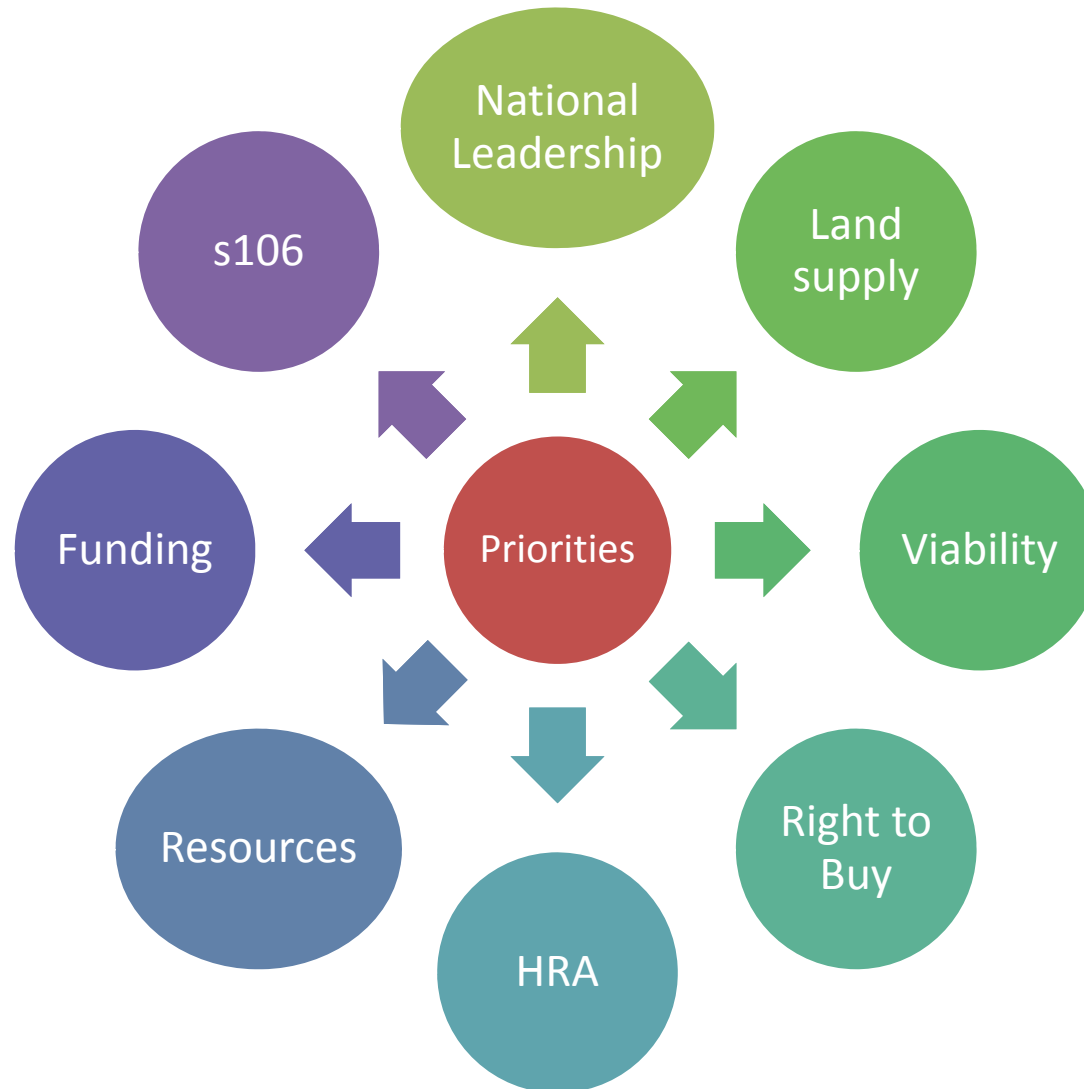 National
Leadership
Land
supply
Viability
Right to
Buy
HRA
Resources
Funding
s106
Priorities